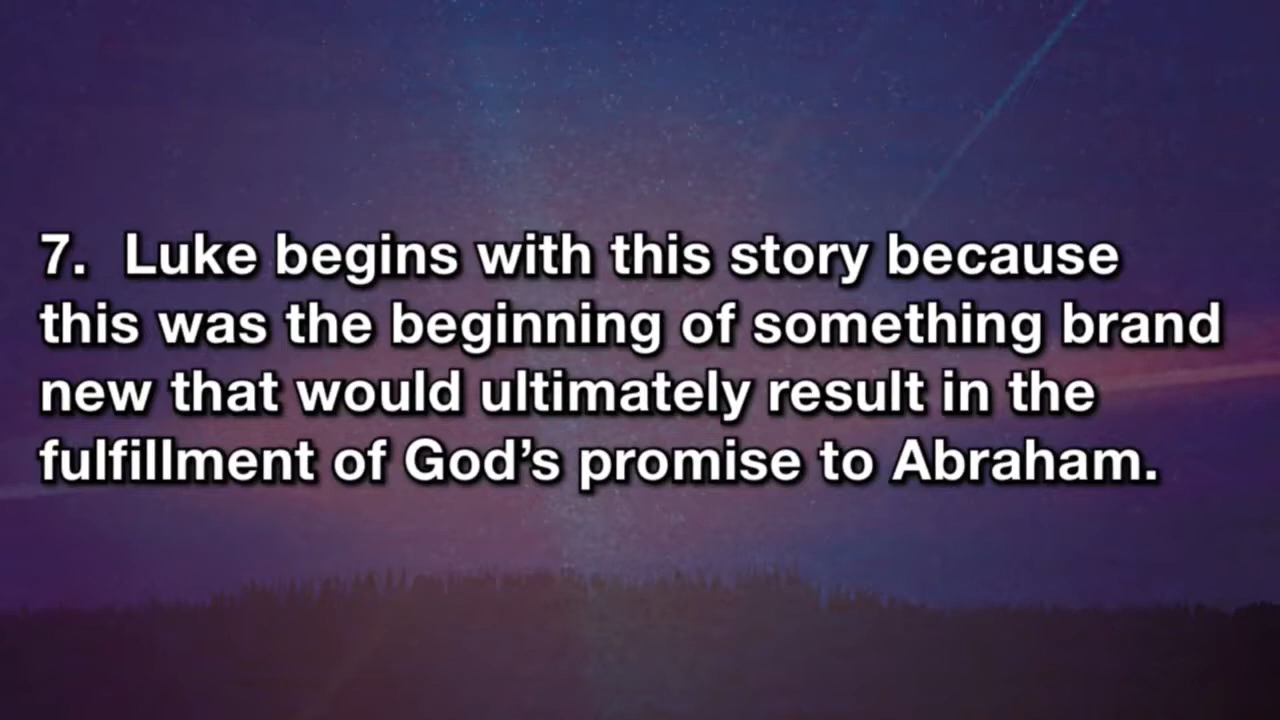 7.  Luke begins with this story because
this was the beginning of something brand
new that would ultimately result in the
fulfillment of God’s promise to Abraham.